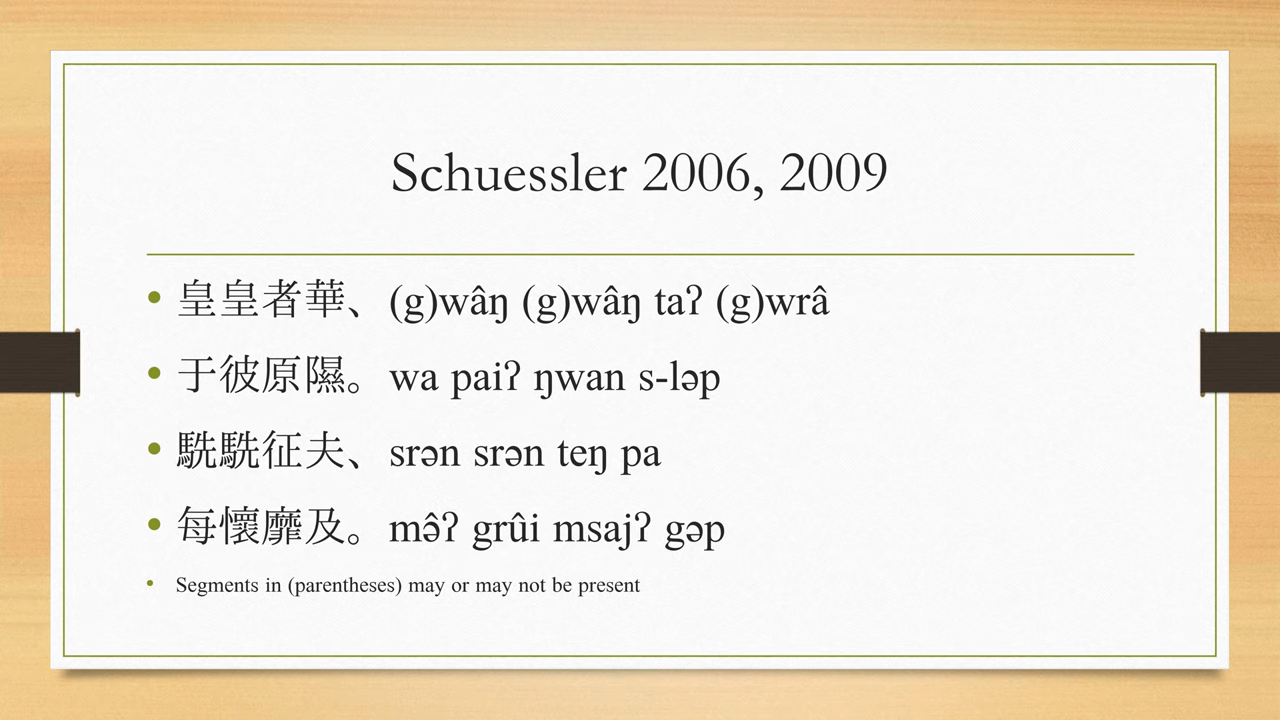 Schuessler 2006, 2009
• 皇皇者華、(g)wâŋ (g)wâŋ taʔ (g)wrâ
• 于彼原隰。wa paiʔ ŋwan s-ləp
• 駪駪征夫、srən srən teŋ pa
• 每懷靡及。mə̂ʔ grûi msajʔ gəp
• Segments in (parentheses) may or may not be present